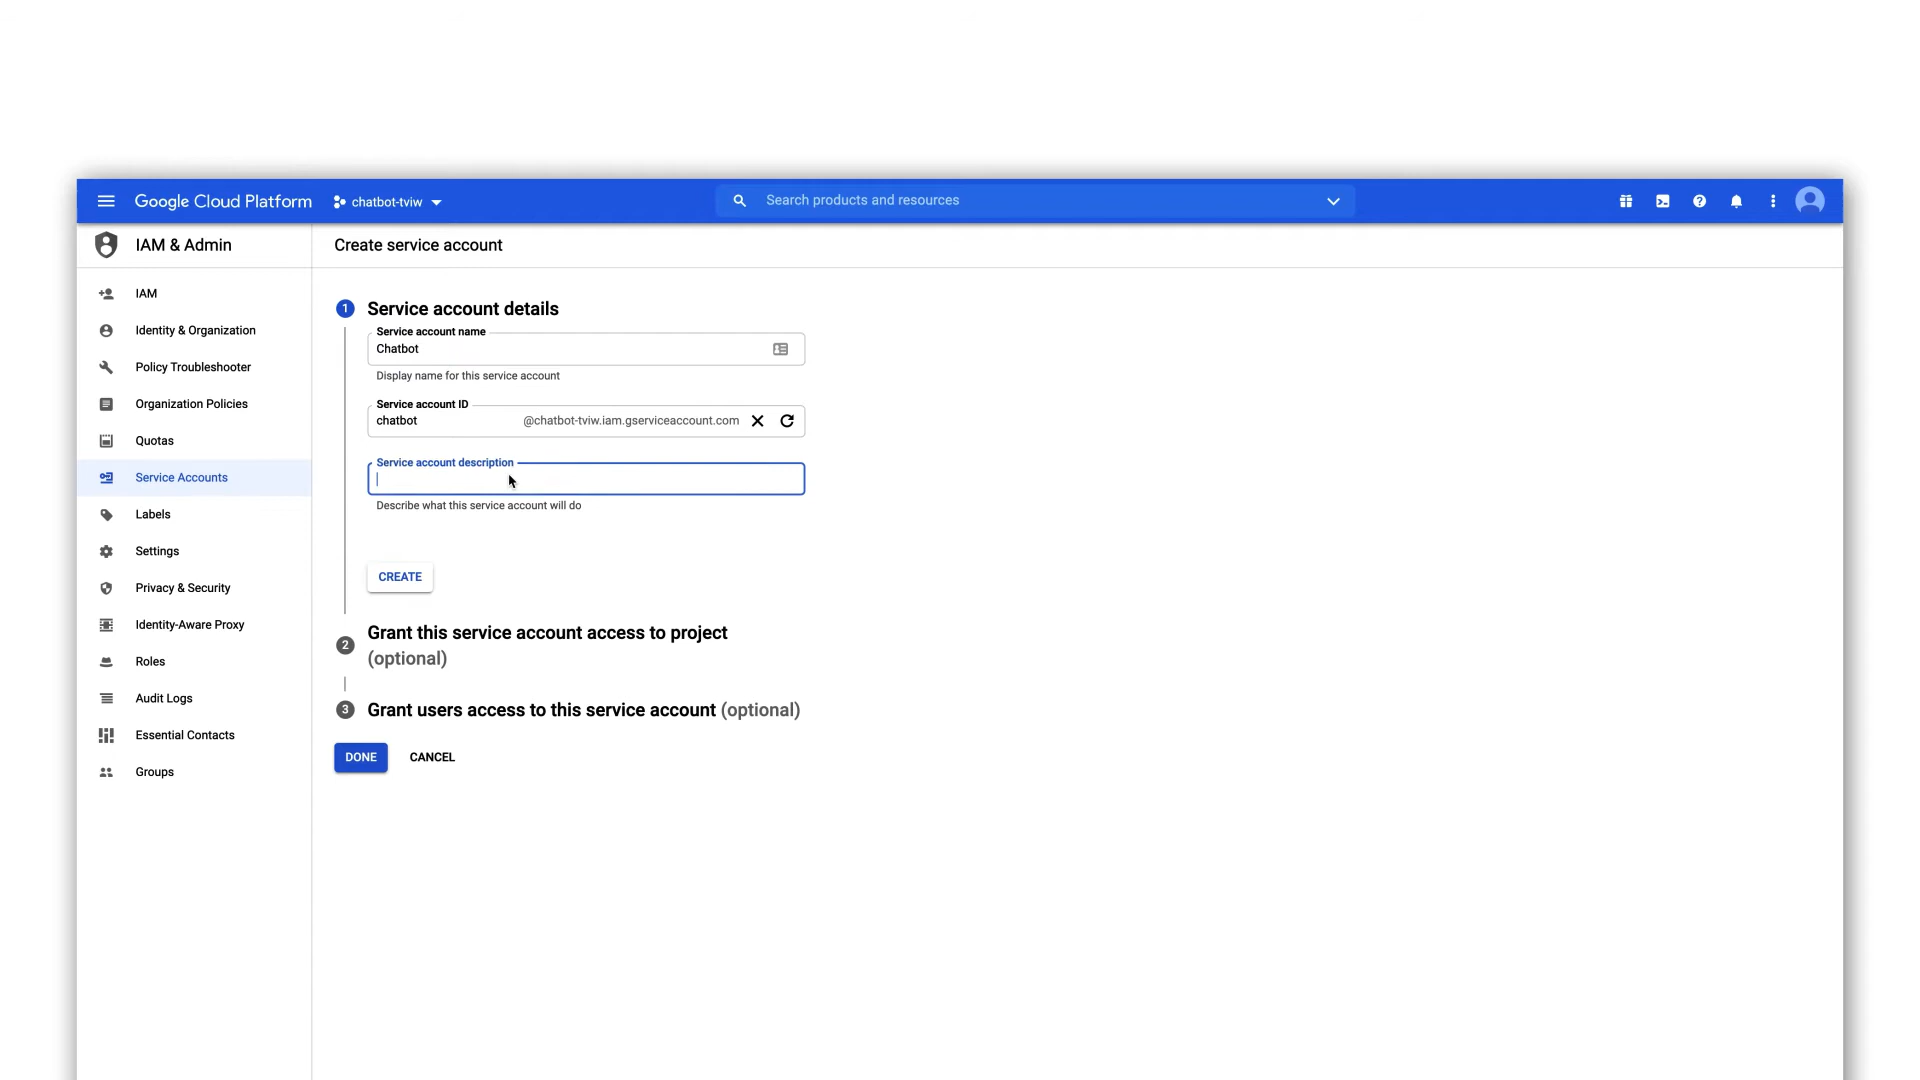 Google Cloud Platform
chatbot-tviw
Search products and resources
IAM & Admin
Create service account
IAM
Identity & Organization
Policy Troubleshooter
Organization Policies
Quotas
Service Accounts
Labels
Settings
Privacy & Security
Identity-Aware Proxy
Roles
Audit Logs
Essential Contacts
Groups
1
Service account details
Service account name
Chatbot
Display name for this service account
Service account ID
chatbot @chatbot-tviw.iam.gserviceaccount.com
Service account description
Describe what this service account will do
CREATE
2
Grant this service account access to project
(optional)
3
Grant users access to this service account (optional)
DONE CANCEL